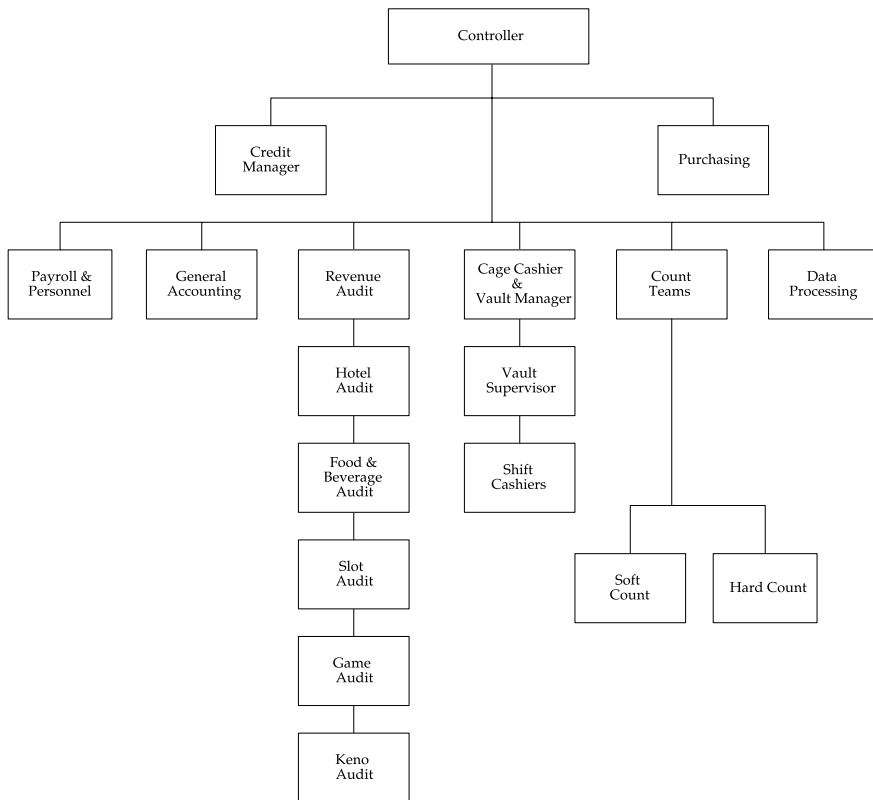 Controller
Credit
Manager
Purchasing
Payroll &
Personnel
General
Accounting
Revenue
Audit
Cage Cashier
&
Vault Manager
Count
Teams
Data
Processing
Hotel
Audit
Vault
Supervisor
Food &
Beverage
Audit
Shift
Cashiers
Slot
Audit
Soft
Count
Hard Count
Game
Audit
Keno
Audit